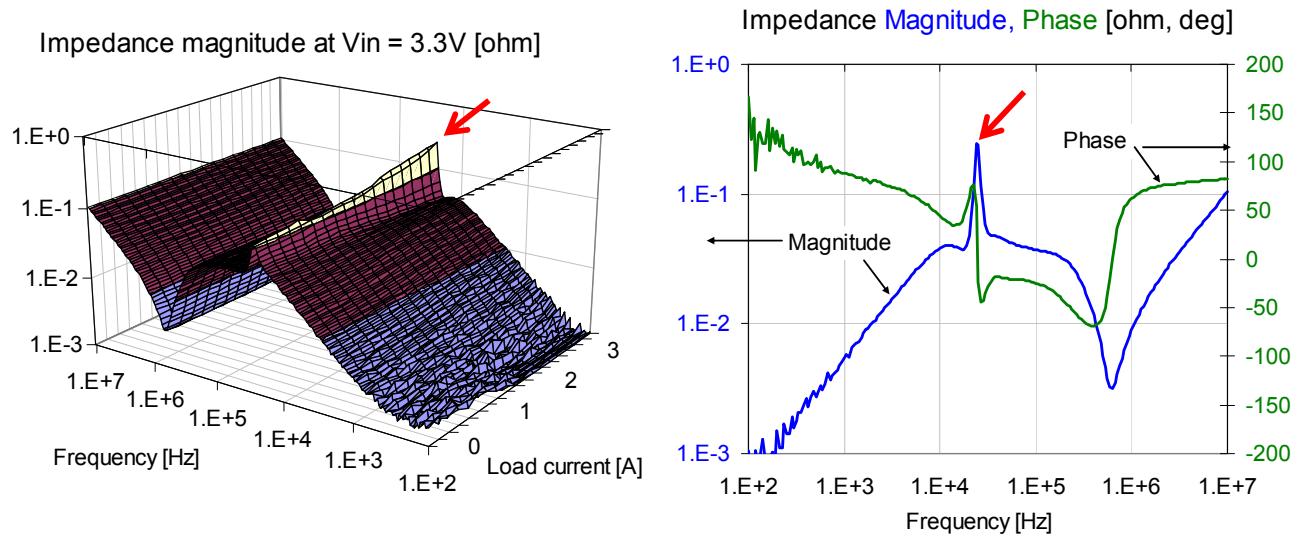 Impedance magnitude at Vin = 3.3V [ohm]
1.E+0
1.E-1
1.E-2
1.E-3
1.E+7
1.E+6
1.E+5
1.E+4
1.E+3
1.E+2
Frequency [Hz]
0
1
2
3
Load current [A]
Impedance Magnitude, Phase [ohm, deg]
1.E+0
1.E-1
1.E-2
1.E-3
200
150
100
50
0
-50
-100
-150
-200
Phase
Magnitude
1.E+2 1.E+3 1.E+4 1.E+5 1.E+6 1.E+7
Frequency [Hz]